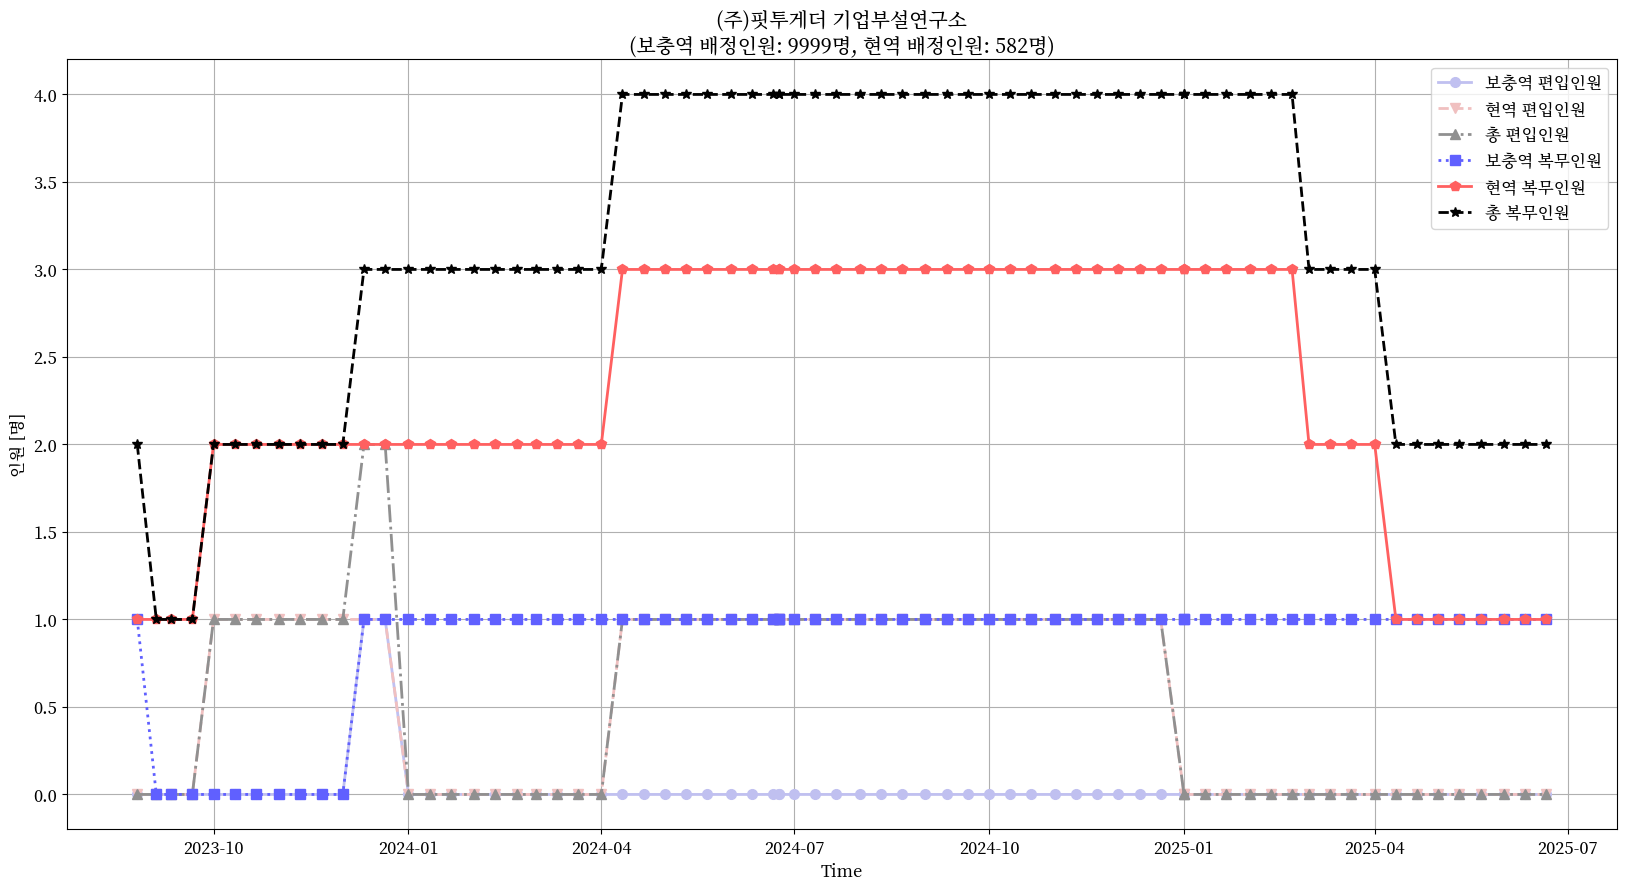 (주)핏투게더 기업부설연구소
(보충역 배정인원: 9999명, 현역 배정인원: 582명)
보충역 편입인원
현역 편입인원
총 편입인원
보충역 복무인원
현역 복무인원
총 복무인원
인원 [명]
4.0
3.5
3.0
2.5
2.0
1.5
1.0
0.5
0.0
2023-10
2024-01
2024-04
2024-07
2024-10
2025-01
2025-04
2025-07
Time